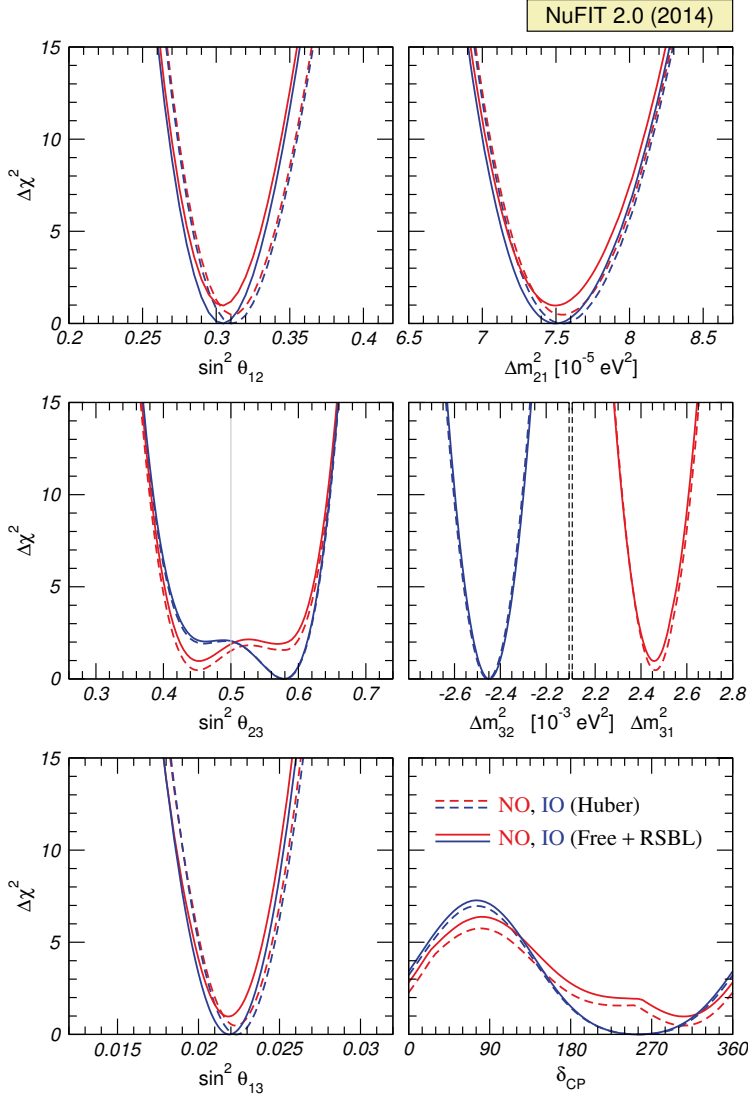 NuFIT 2.0 (2014)
15
10
5
0
Δχ²
0.2 0.25 0.3 0.35 0.4
sin² θ₁₂
6.5 7 7.5 8 8.5
Δm²₂₁ [10⁻⁵ eV²]
15
10
5
0
Δχ²
0.3 0.4 0.5 0.6 0.7
sin² θ₂₃
-2.6 -2.4 -2.2 2.2 2.4 2.6 2.8
Δm²₃₂ [10⁻³ eV²] Δm²₃₁
15
10
5
0
Δχ²
0.015 0.02 0.025 0.03
sin² θ₁₃
NO, IO (Huber)
NO, IO (Free + RSBL)
0 90 180 270 360
δ_CP